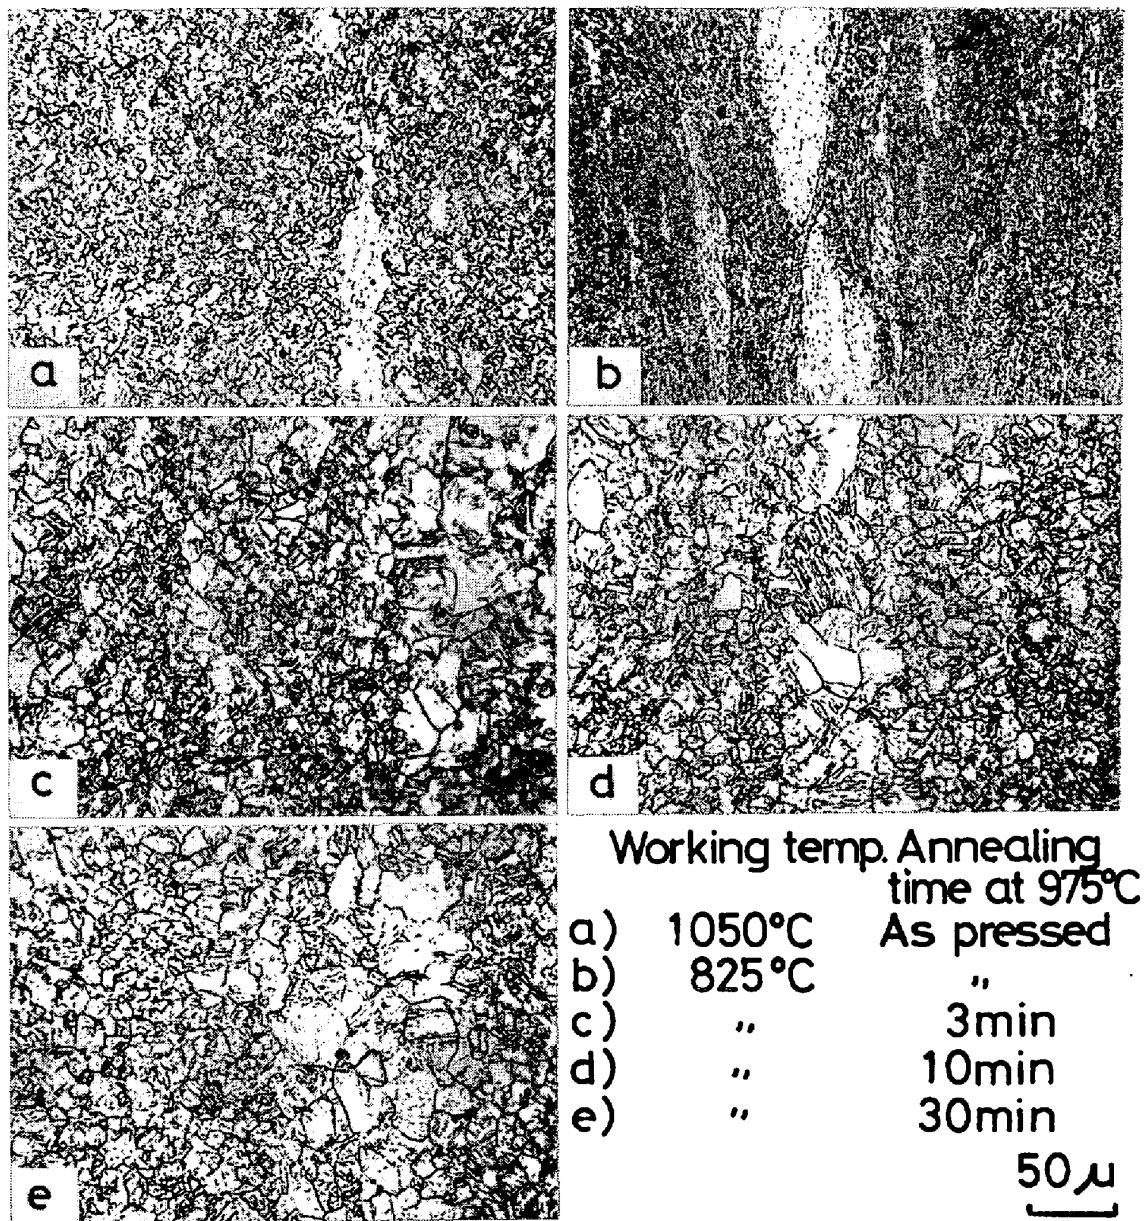 a
b
c
d
e
Working temp. Annealing
time at 975°C
a) 1050°C As pressed
b) 825°C 〃
c) 〃 3min
d) 〃 10min
e) 〃 30min
50μ